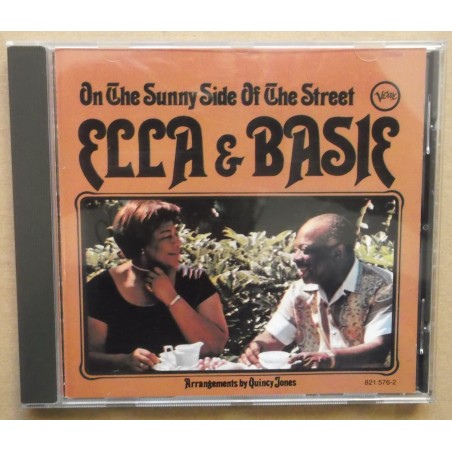 On The Sunny Side Of The Street
Verve
ELLA & BASIE
Arrangements by Quincy Jones
821 576-2